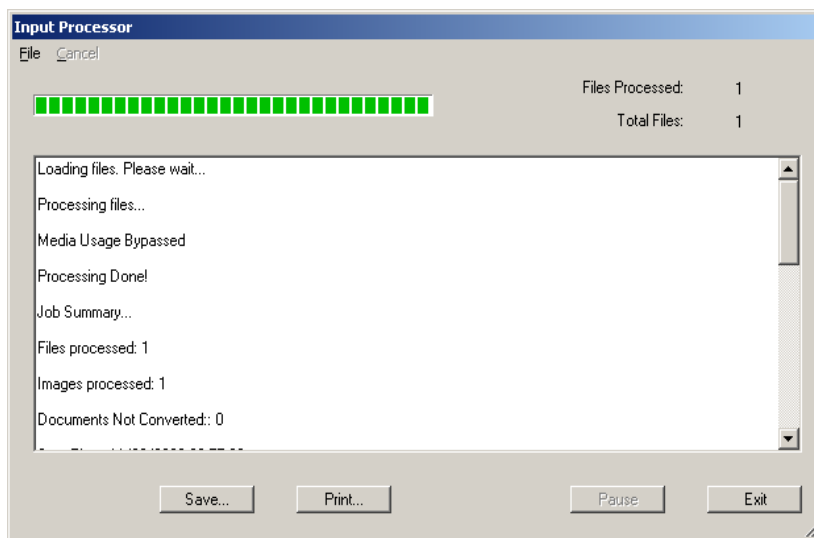 Input Processor
File Cancel
Files Processed: 1
Total Files: 1
Loading files. Please wait...
Processing files...
Media Usage Bypassed
Processing Done!
Job Summary...
Files processed: 1
Images processed: 1
Documents Not Converted:: 0
Save... Print... Pause Exit